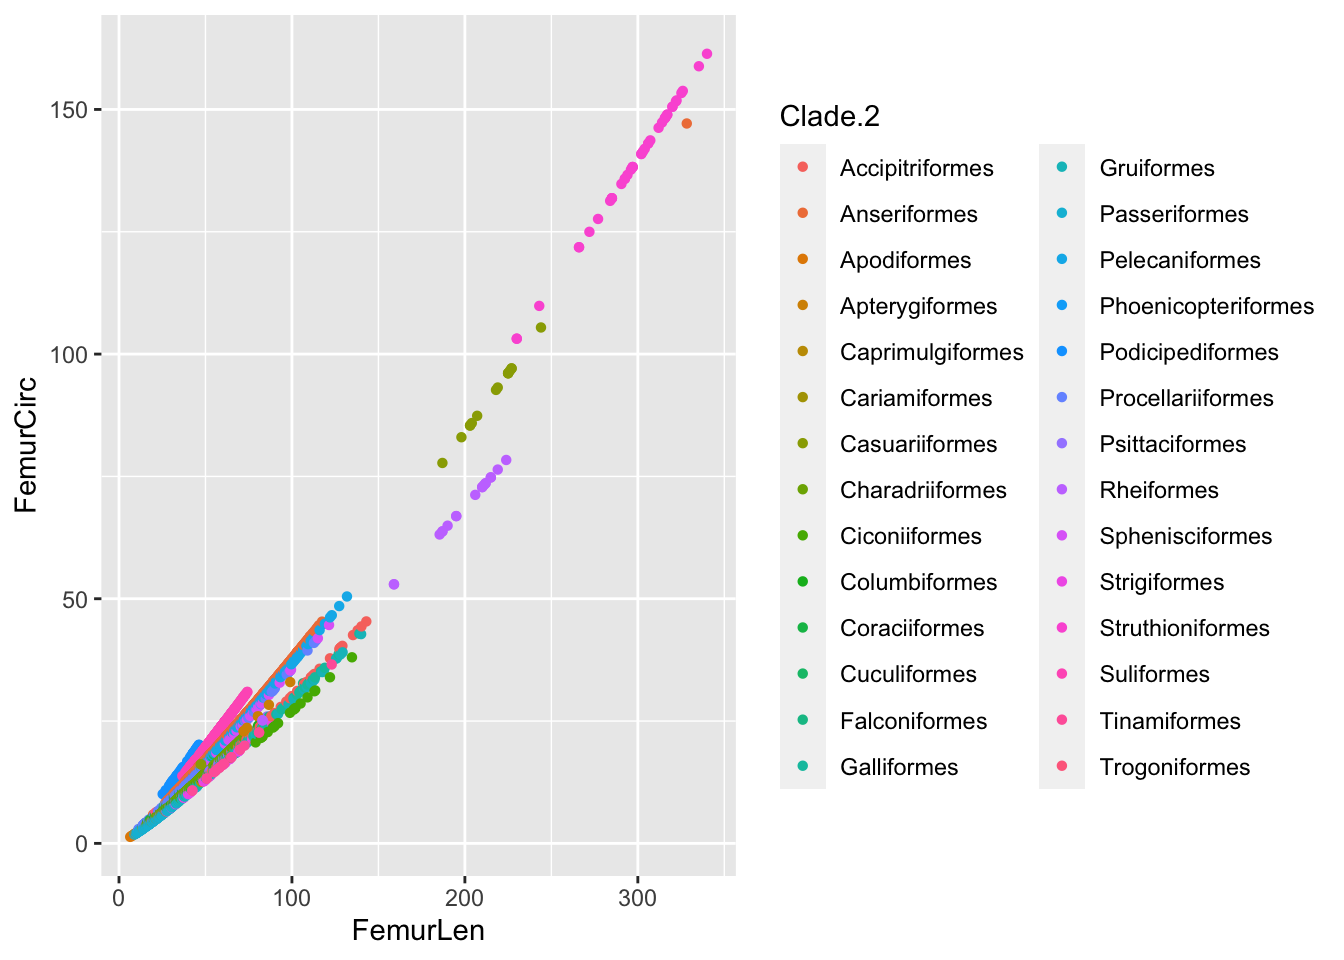 150
100
50
0
FemurCirc
0
100
200
300
FemurLen
Clade.2
Accipitriformes
Anseriformes
Apodiformes
Apterygiformes
Caprimulgiformes
Cariamiformes
Casuariiformes
Charadriiformes
Ciconiiformes
Columbiformes
Coraciiformes
Cuculiformes
Falconiformes
Galliformes
Gruiformes
Passeriformes
Pelecaniformes
Phoenicopteriformes
Podicipediformes
Procellariiformes
Psittaciformes
Rheiformes
Sphenisciformes
Strigiformes
Struthioniformes
Suliformes
Tinamiformes
Trogoniformes